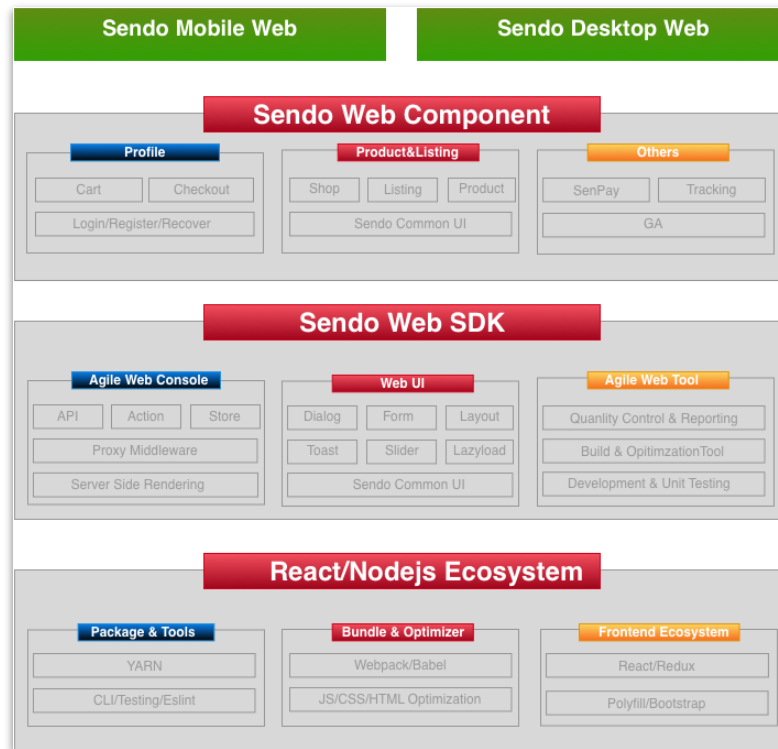 Sendo Mobile Web
Sendo Desktop Web
Sendo Web Component
Profile
Product&Listing
Others
Cart
Checkout
Shop
Listing
Product
SenPay
Tracking
Login/Register/Recover
Sendo Common UI
GA
Sendo Web SDK
Agile Web Console
Web UI
Agile Web Tool
API
Action
Store
Dialog
Form
Layout
Quanlity Control & Reporting
Proxy Middleware
Toast
Slider
Lazyload
Build & OpitimzationTool
Server Side Rendering
Sendo Common UI
Development & Unit Testing
React/Nodejs Ecosystem
Package & Tools
Bundle & Optimizer
Frontend Ecosystem
YARN
Webpack/Babel
React/Redux
CLI/Testing/Eslint
JS/CSS/HTML Optimization
Polyfill/Bootstrap